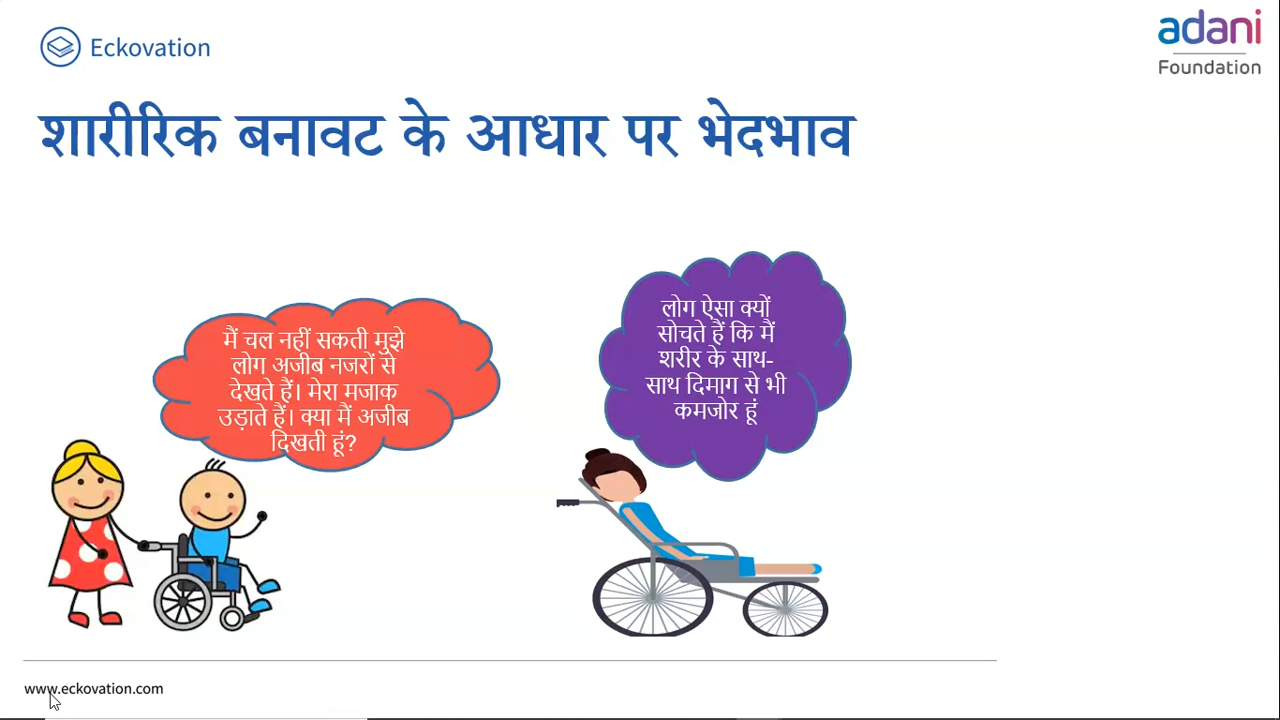 Eckovation
adani
Foundation
शारीरिक बनावट के आधार पर भेदभाव
मैं चल नहीं सकती मुझे
लोग अजीब नजरों से
देखते हैं। मेरा मजाक
उड़ाते हैं। क्या मैं अजीब
दिखती हूं?
लोग ऐसा क्यों
सोचते हैं कि मैं
शरीर के साथ-
साथ दिमाग से भी
कमजोर हूं
www.eckovation.com